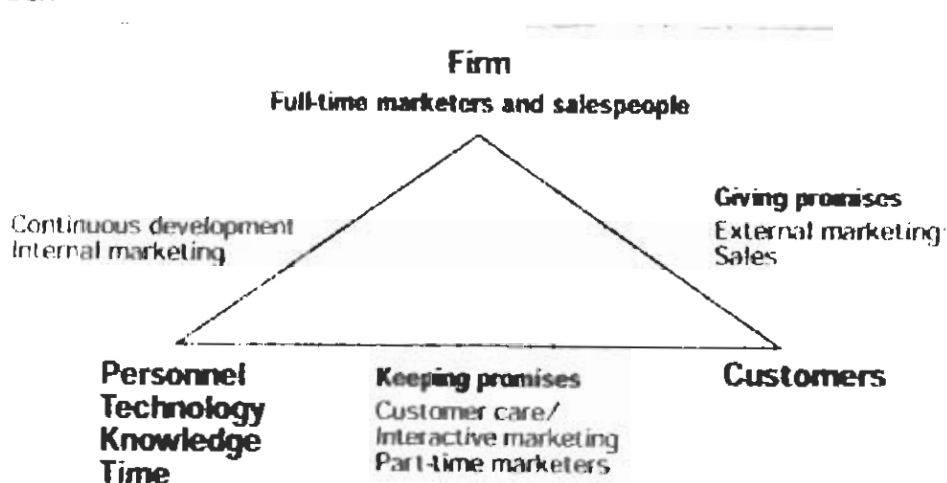 Firm
Full-time marketers and salespeople
Giving promises
Continuous development
External marketing
Internal marketing
Sales
Personnel
Keeping promises
Customers
Technology
Customer care/
Knowledge
Interactive marketing
Time
Part-time marketers